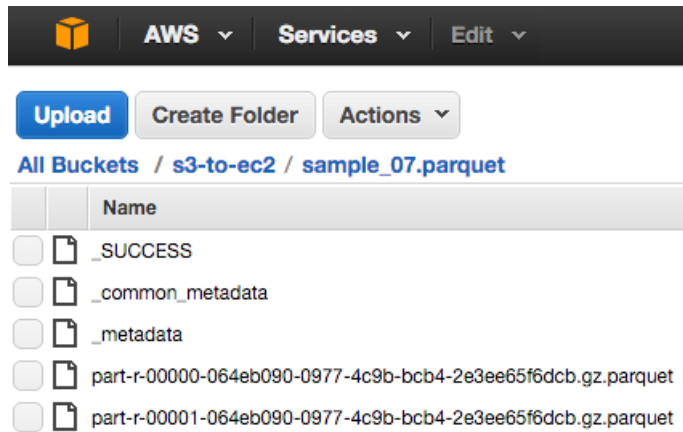 AWS Services Edit
Upload Create Folder Actions
All Buckets / s3-to-ec2 / sample_07.parquet
Name
_SUCCESS
_common_metadata
_metadata
part-r-00000-064eb090-0977-4c9b-bcb4-2e3ee65f6dcb.gz.parquet
part-r-00001-064eb090-0977-4c9b-bcb4-2e3ee65f6dcb.gz.parquet